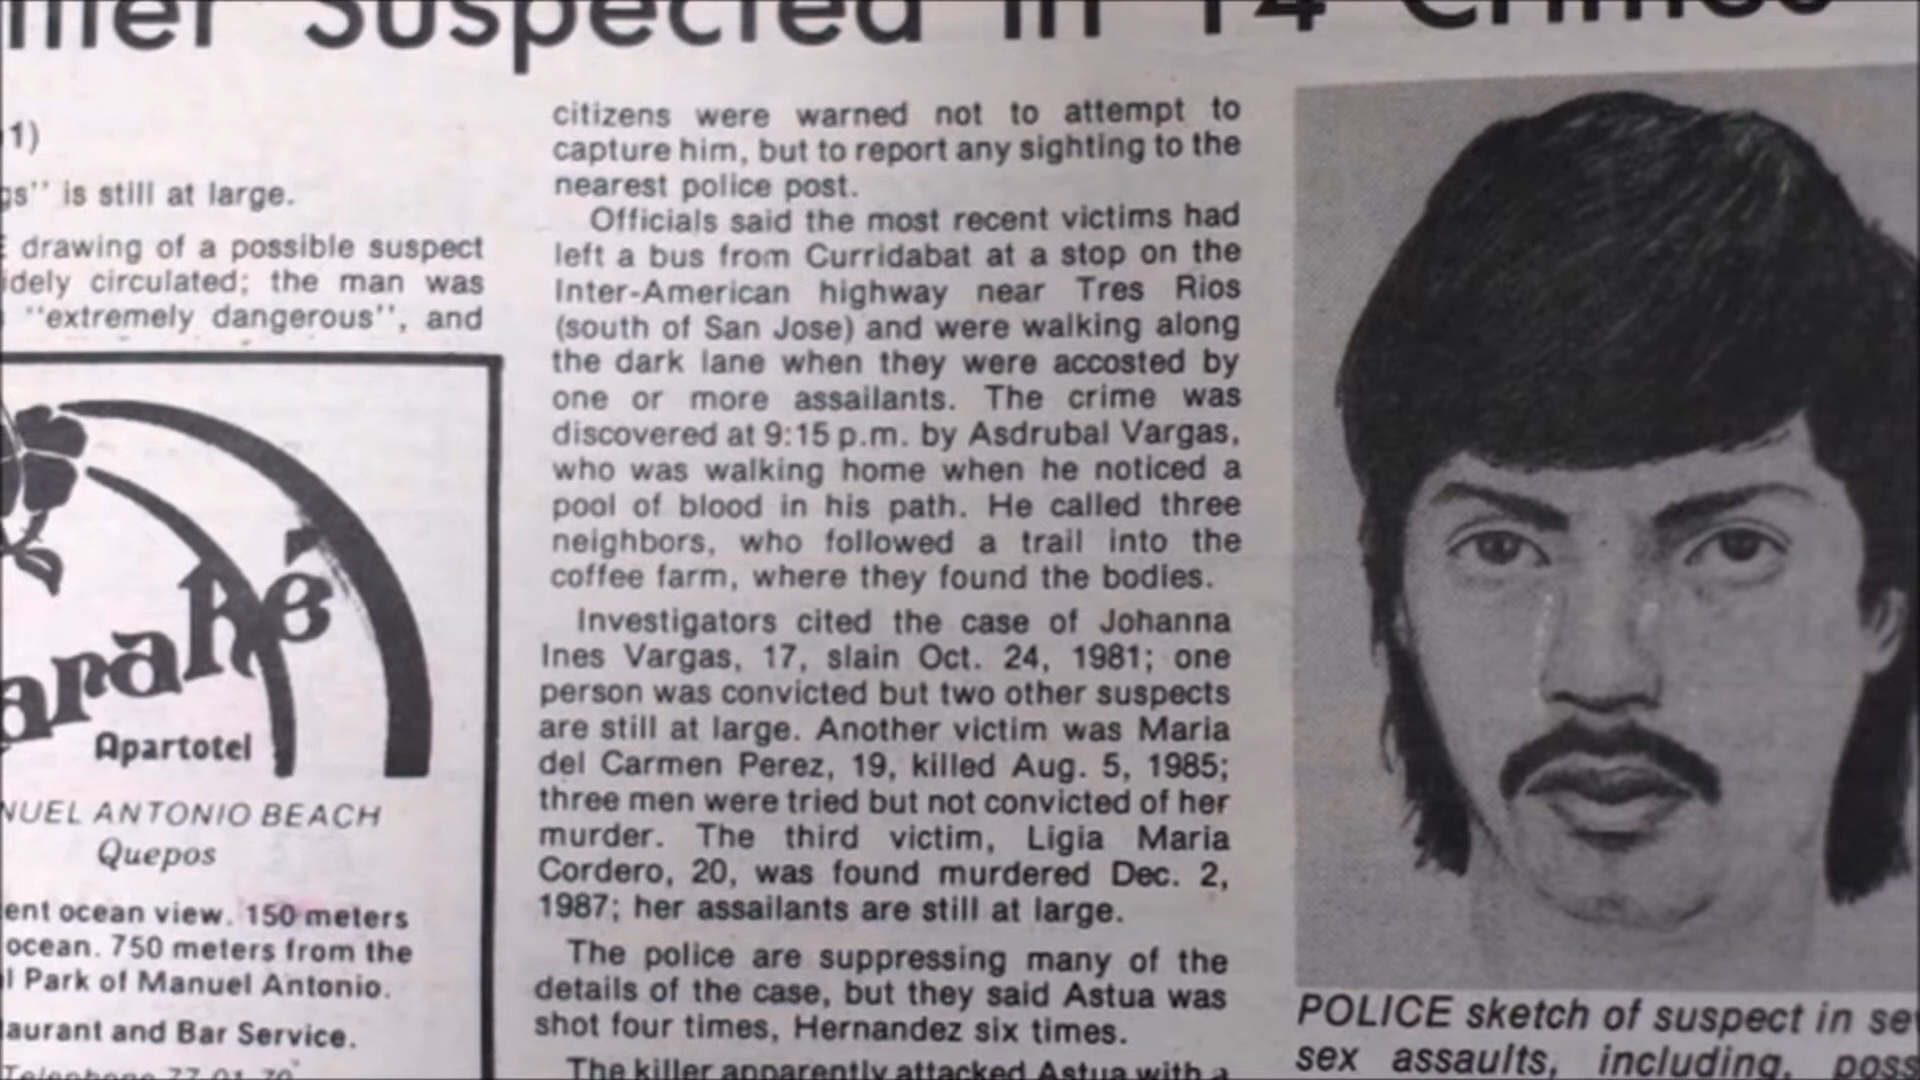 Suspected in 14 Crimes
1)
is still at large.
drawing of a possible suspect
circulated; the man was
"extremely dangerous", and
Apartotel
ANTONIO BEACH
Quepos
ocean view. 150 meters
ocean. 750 meters from the
Park of Manuel Antonio.
and Bar Service.
citizens were warned not to attempt to
capture him, but to report any sighting to the
nearest police post.
Officials said the most recent victims had
left a bus from Curridabat at a stop on the
Inter-American highway near Tres Rios
(south of San Jose) and were walking along
the dark lane when they were accosted by
one or more assailants. The crime was
discovered at 9:15 p.m. by Asdrubal Vargas,
who was walking home when he noticed a
pool of blood in his path. He called three
neighbors, who followed a trail into the
coffee farm, where they found the bodies.
Investigators cited the case of Johanna
Ines Vargas, 17, slain Oct. 24, 1981; one
person was convicted but two other suspects
are still at large. Another victim was Maria
del Carmen Perez, 19, killed Aug. 5, 1985;
three men were tried but not convicted of her
murder. The third victim, Ligia Maria
Cordero, 20, was found murdered Dec. 2,
1987; her assailants are still at large.
The police are suppressing many of the
details of the case, but they said Astua was
shot four times, Hernandez six times.
The killer apparently attacked Astua with a
POLICE sketch of suspect in
sex assaults, including,